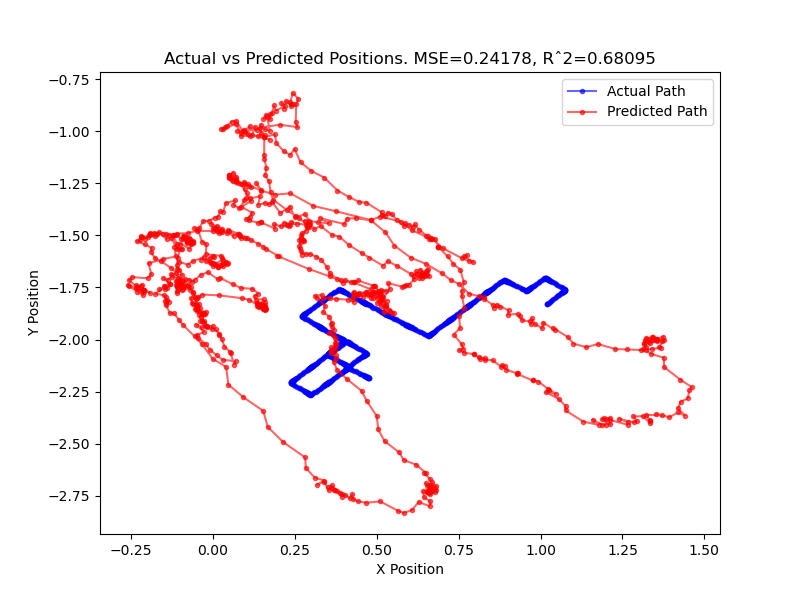 Actual vs Predicted Positions. MSE=0.24178, Rˆ2=0.68095
Actual Path
Predicted Path
−0.75
−1.00
−1.25
−1.50
−1.75
−2.00
−2.25
−2.50
−2.75
Y Position
−0.25 0.00 0.25 0.50 0.75 1.00 1.25 1.50
X Position